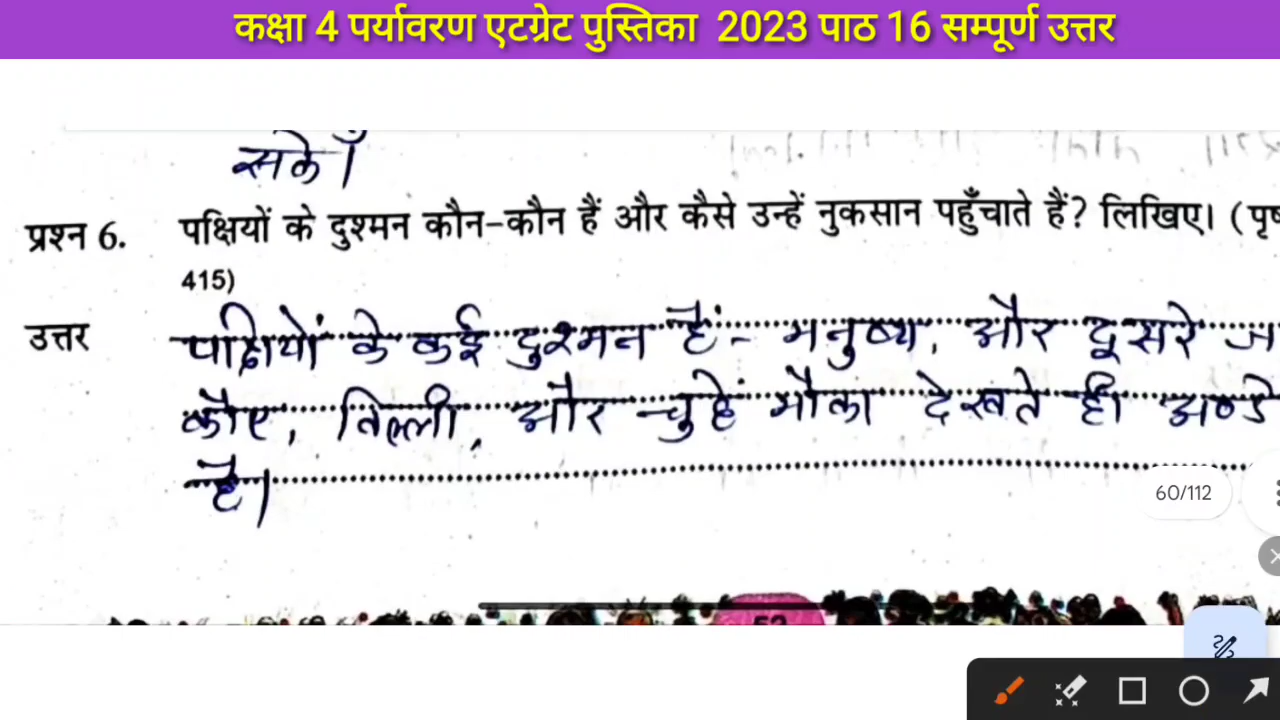 कक्षा 4 पर्यावरण एटग्रेट पुस्तिका 2023 पाठ 16 सम्पूर्ण उत्तर
सके।
प्रश्न 6. पक्षियों के दुश्मन कौन-कौन हैं और कैसे उन्हें नुकसान पहुँचाते हैं? लिखिए। (
415)
उत्तर पक्षियों के कई दुश्मन हैं- मनुष्य, और दूसरे
कौए, बिल्ली, और चुहें मौका देखते ही अण्डे
है।
60/112
52